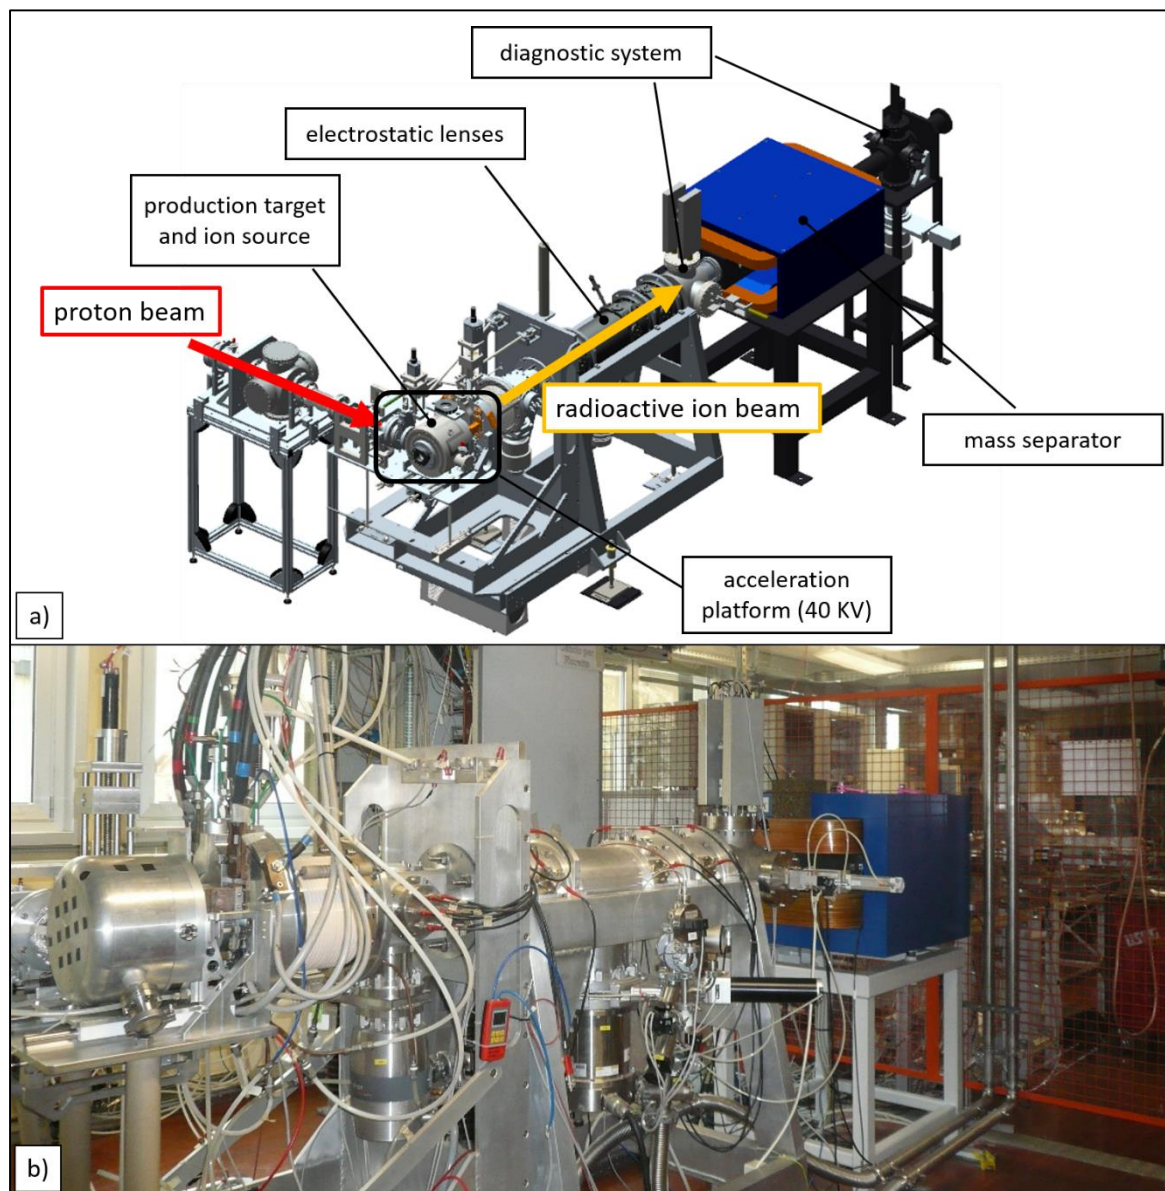 diagnostic system
electrostatic lenses
production target
and ion source
proton beam
radioactive ion beam
mass separator
acceleration
platform (40 KV)
a)
b)